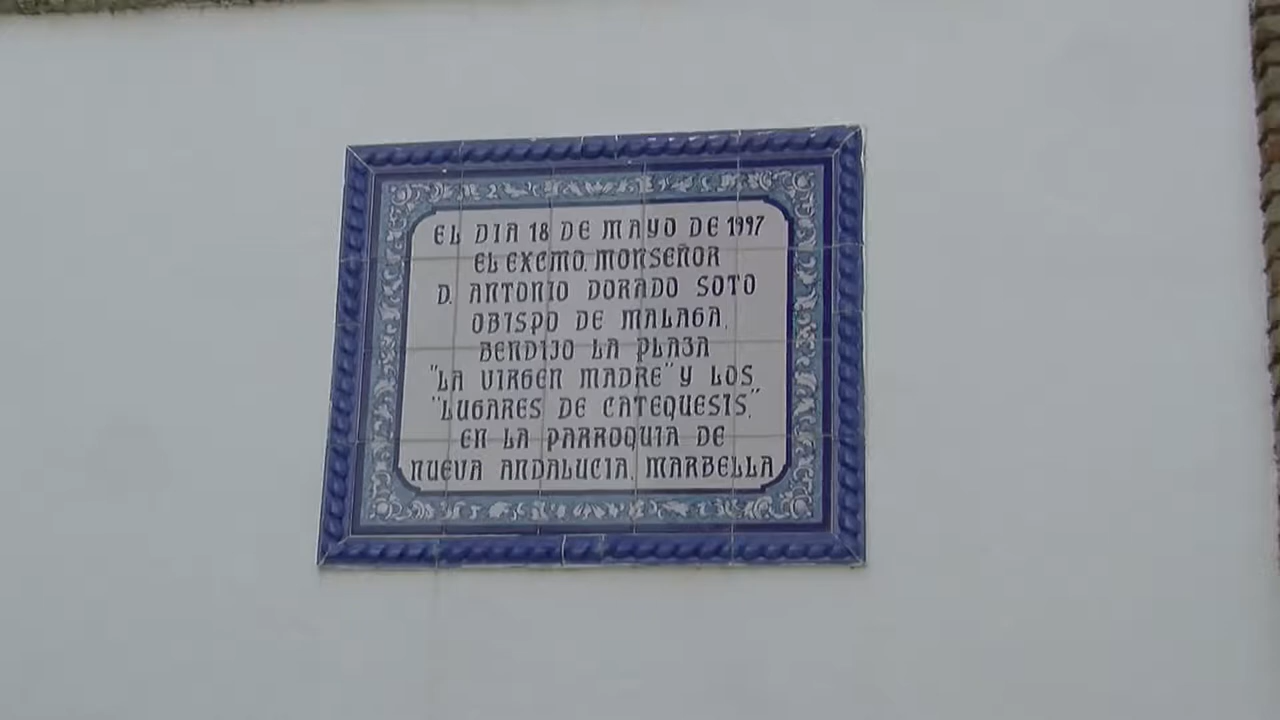 EL DIA 18 DE MAYO DE 1997
EL EXCMO. MONSEÑOR
D. ANTONIO DORADO SOTO
OBISPO DE MALAGA,
BENDIJO LA PLAZA
"LA VIRGEN MADRE" Y LOS
"LUGARES DE CATEQUESIS",
EN LA PARROQUIA DE
NUEVA ANDALUCIA. MARBELLA